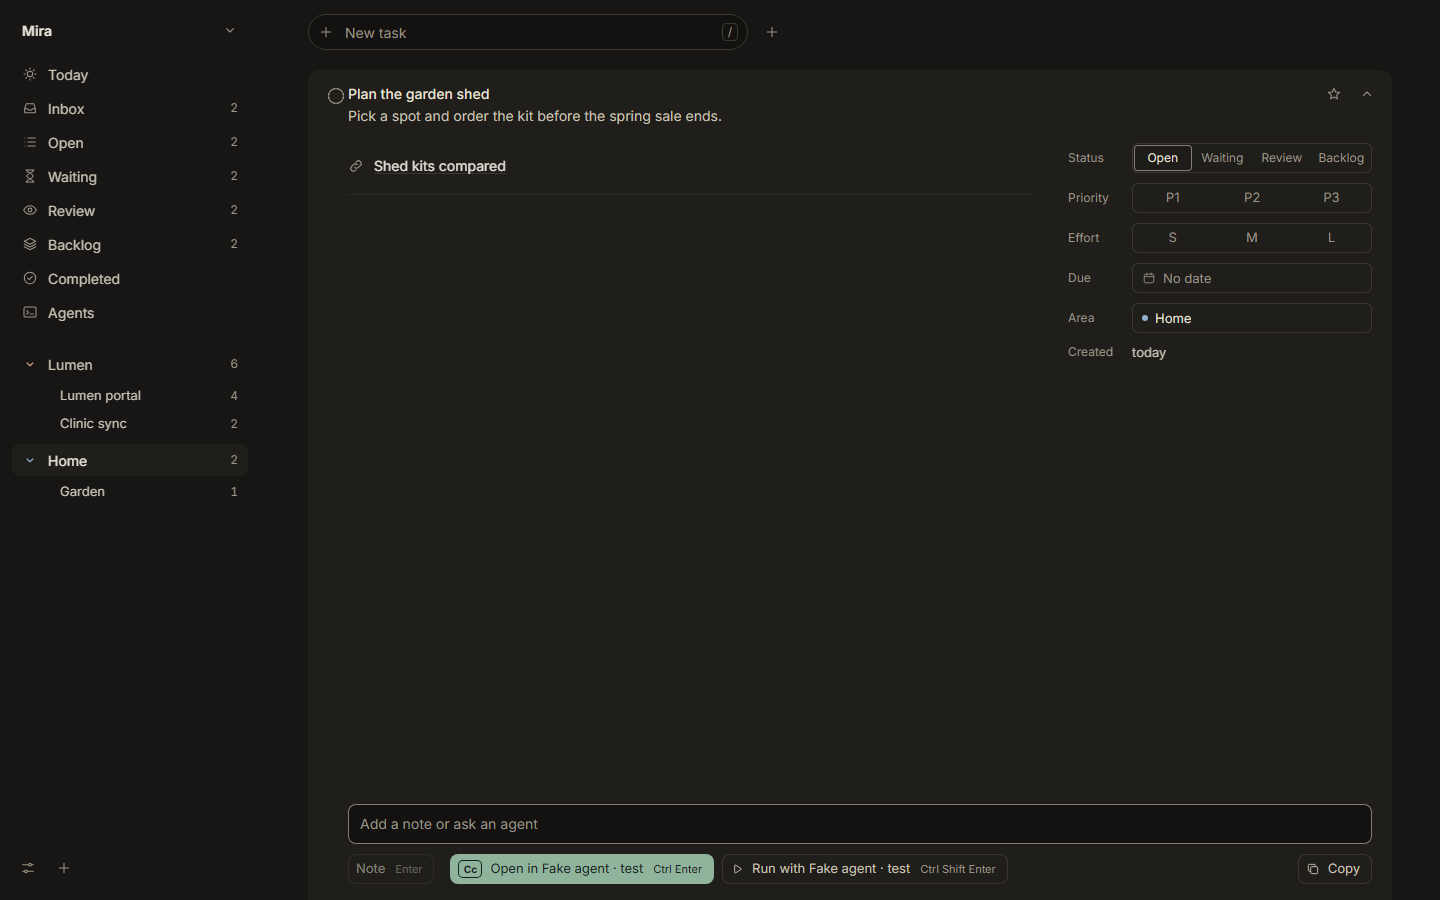 Mira
Today
Inbox 2
Open 2
Waiting 2
Review 2
Backlog 2
Completed
Agents
Lumen 6
Lumen portal 4
Clinic sync 2
Home 2
Garden 1
New task /
Plan the garden shed
Pick a spot and order the kit before the spring sale ends.
Shed kits compared
Status Open Waiting Review Backlog
Priority P1 P2 P3
Effort S M L
Due No date
Area Home
Created today
Add a note or ask an agent
Note Enter Cc Open in Fake agent · test Ctrl Enter Run with Fake agent · test Ctrl Shift Enter Copy